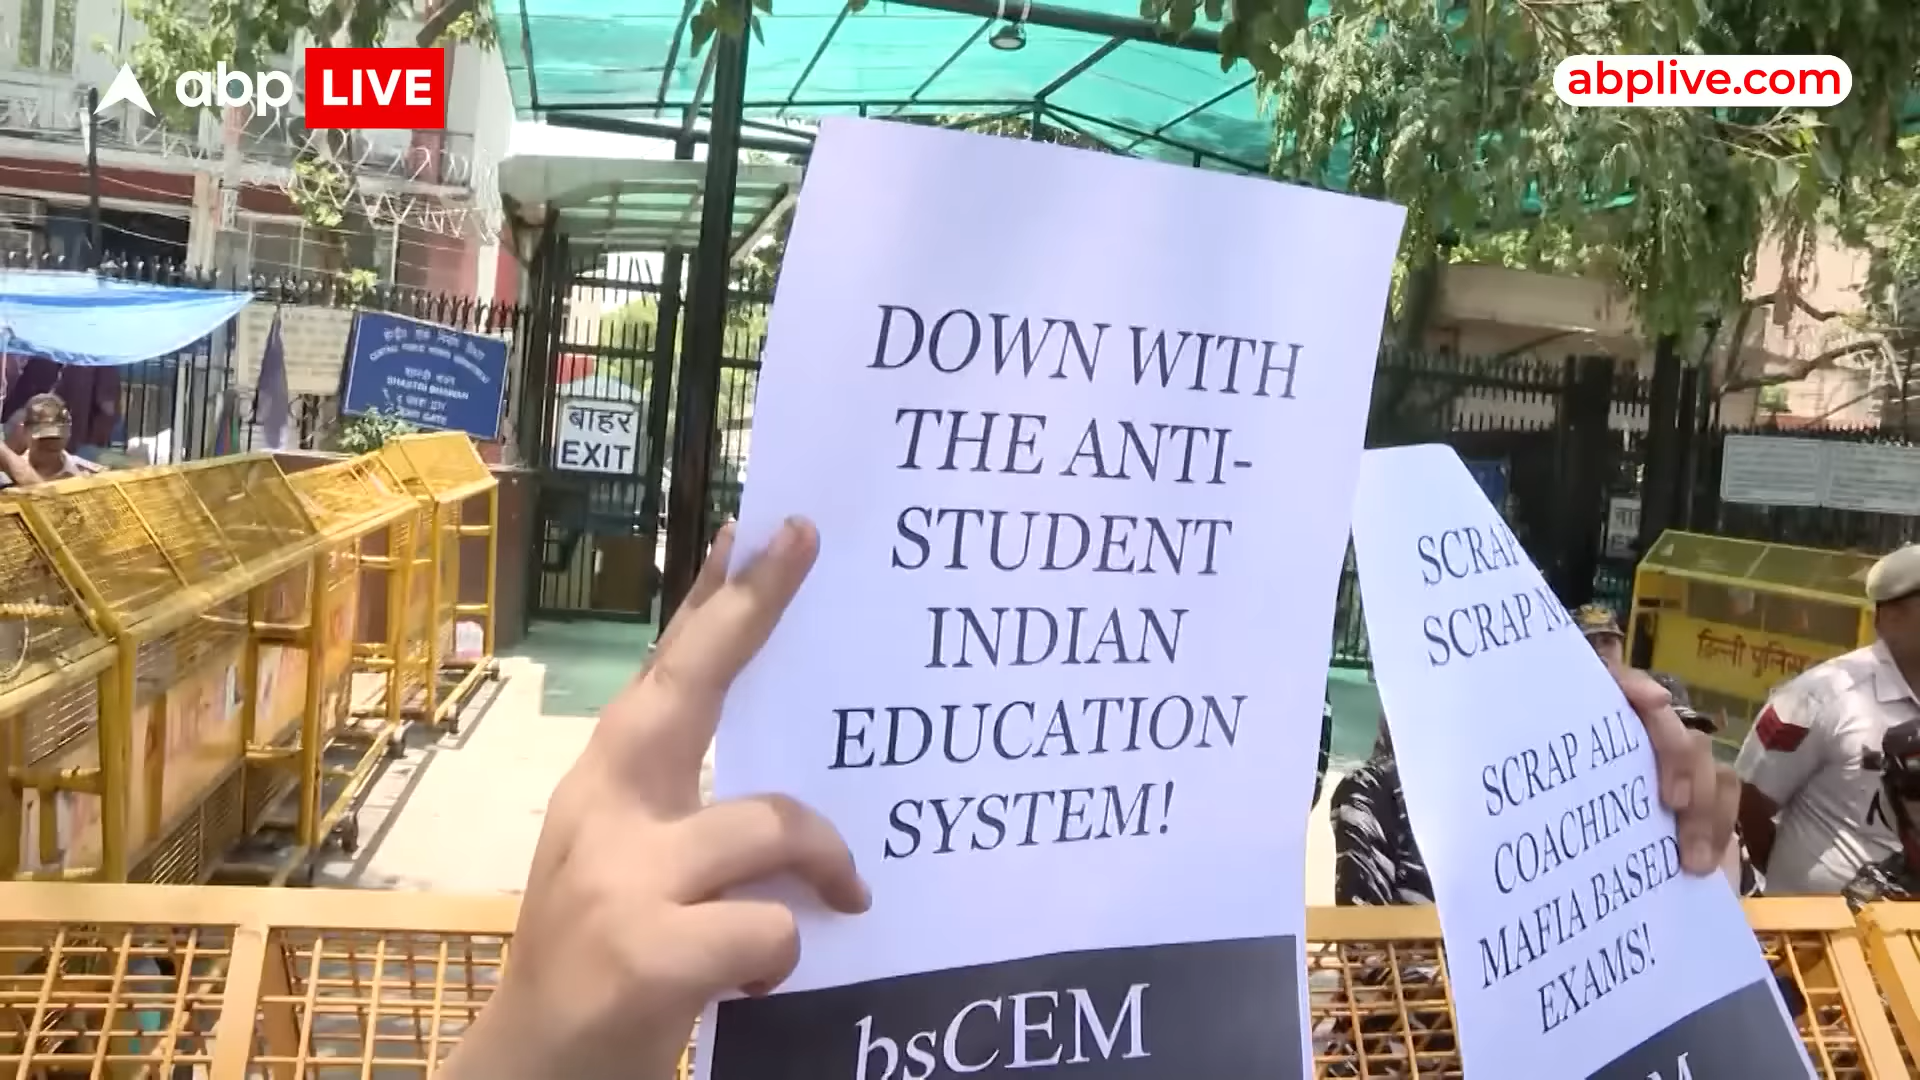 abp LIVE
abplive.com
DOWN WITH
THE ANTI-
STUDENT
INDIAN
EDUCATION
SYSTEM!
bsCEM
SCRAP
SCRAP
SCRAP ALL
COACHING
MAFIA BASED
EXAMS!
बाहर
EXIT
SHASTRI BHAWAN
GATE
दिल्ली पुलिस